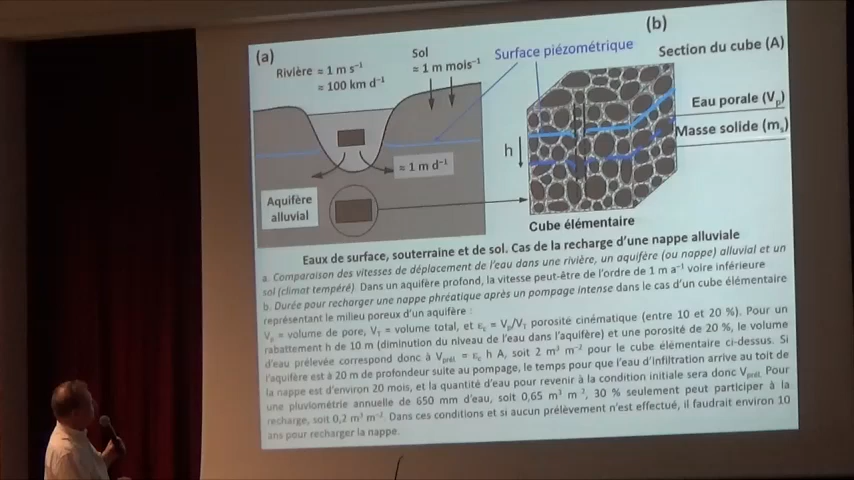 (a)
Rivière ≈ 1 m s⁻¹
≈ 100 km d⁻¹
Sol
≈ 1 m mois⁻¹
Surface piézométrique
(b)
Section du cube (A)
Eau porale (Vₚ)
Masse solide (mₛ)
h
≈ 1 m d⁻¹
Aquifère
alluvial
Cube élémentaire
Eaux de surface, souterraine et de sol. Cas de la recharge d'une nappe alluviale
a. Comparaison des vitesses de déplacement de l'eau dans une rivière, un aquifère (ou nappe) alluvial et un
sol (climat tempéré). Dans un aquifère profond, la vitesse peut-être de l'ordre de 1 m a⁻¹ voire inférieure
b. Durée pour recharger une nappe phréatique après un pompage intense dans le cas d'un cube élémentaire
représentant le milieu poreux d'un aquifère :
Vₚ = volume de pore, V_T = volume total, et ε_c = Vₚ/V_T porosité cinématique (entre 10 et 20 %). Pour un
rabattement h de 10 m (diminution du niveau de l'eau dans l'aquifère) et une porosité de 20 %, le volume
d'eau prélevée correspond donc à V_prél. = ε_c h A, soit 2 m³ m⁻² pour le cube élémentaire ci-dessus. Si
l'aquifère est à 20 m de profondeur suite au pompage, le temps pour que l'eau d'infiltration arrive au toit de
la nappe est d'environ 20 mois, et la quantité d'eau pour revenir à la condition initiale sera donc V_prél. Pour
une pluviométrie annuelle de 650 mm d'eau, soit 0,65 m³ m⁻², 30 % seulement peut participer à la
recharge, soit 0,2 m³ m⁻². Dans ces conditions et si aucun prélèvement n'est effectué, il faudrait environ 10
ans pour recharger la nappe.